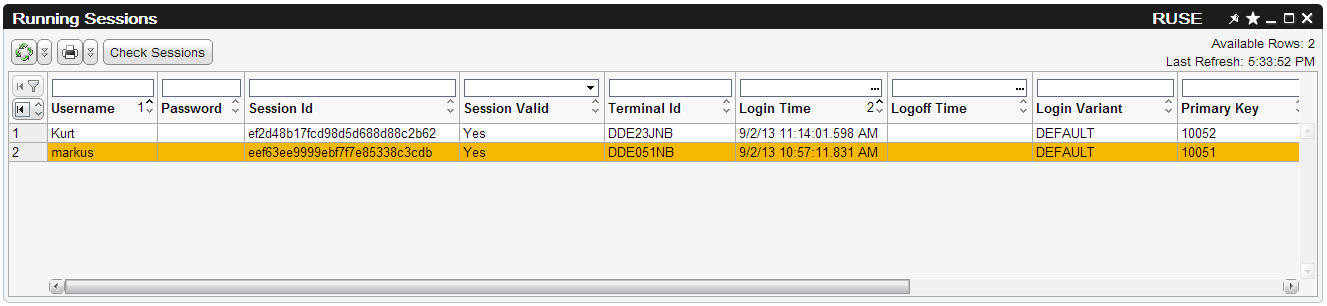 Running Sessions RUSE
Check Sessions
Available Rows: 2
Last Refresh: 5:33:52 PM
Username 1 Password Session Id Session Valid Terminal Id Login Time 2 Logoff Time Login Variant Primary Key
1 Kurt ef2d48b17fcd98d5d688d88c2b62 Yes DDE23JNB 9/2/13 11:14:01.598 AM DEFAULT 10052
2 markus eef63ee9999ebf7f7e85338c3cdb Yes DDE051NB 9/2/13 10:57:11.831 AM DEFAULT 10051